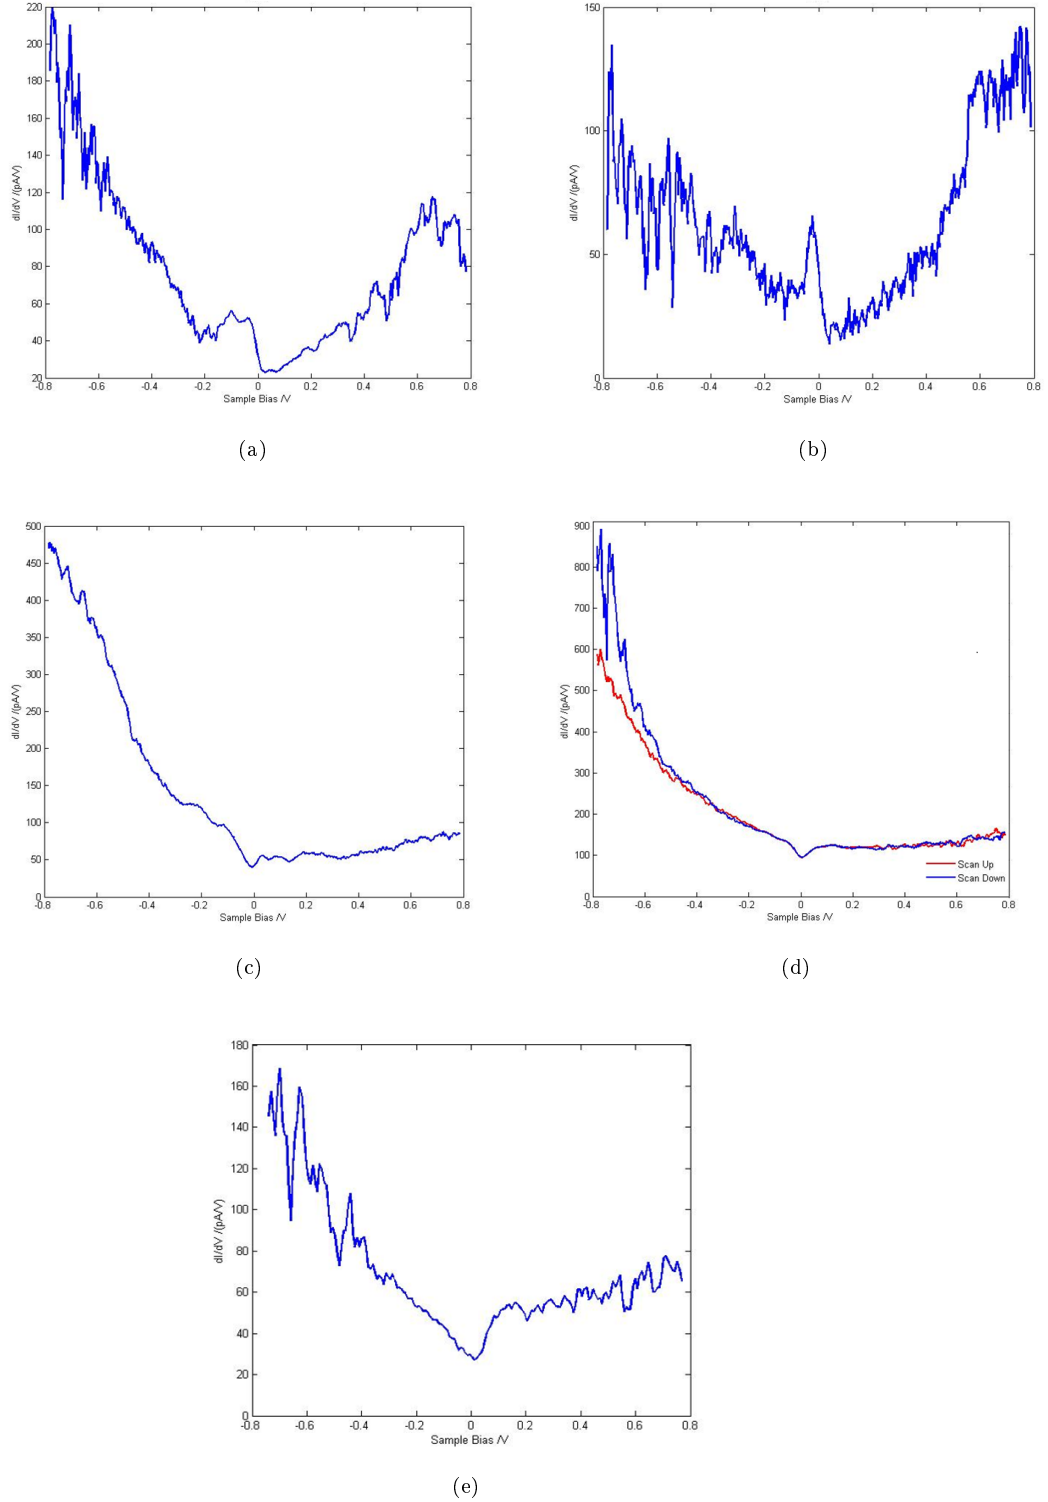 220
200
180
160
140
120
100
80
60
40
20
-0.8 -0.6 -0.4 -0.2 0 0.2 0.4 0.6 0.8
dI/dV /(pA/V)
Sample Bias /V
(a)
150
100
50
0
-0.8 -0.6 -0.4 -0.2 0 0.2 0.4 0.6 0.8
dI/dV /(pA/V)
Sample Bias /V
(b)
500
450
400
350
300
250
200
150
100
50
0
-0.8 -0.6 -0.4 -0.2 0 0.2 0.4 0.6 0.8
dI/dV /(pA/V)
Sample Bias /V
(c)
900
800
700
600
500
400
300
200
100
0
-0.8 -0.6 -0.4 -0.2 0 0.2 0.4 0.6 0.8
dI/dV /(pA/V)
Scan Up
Scan Down
Sample Bias /V
(d)
180
160
140
120
100
80
60
40
20
0
-0.8 -0.6 -0.4 -0.2 0 0.2 0.4 0.6 0.8
dI/dV /(pA/V)
Sample Bias /V
(e)